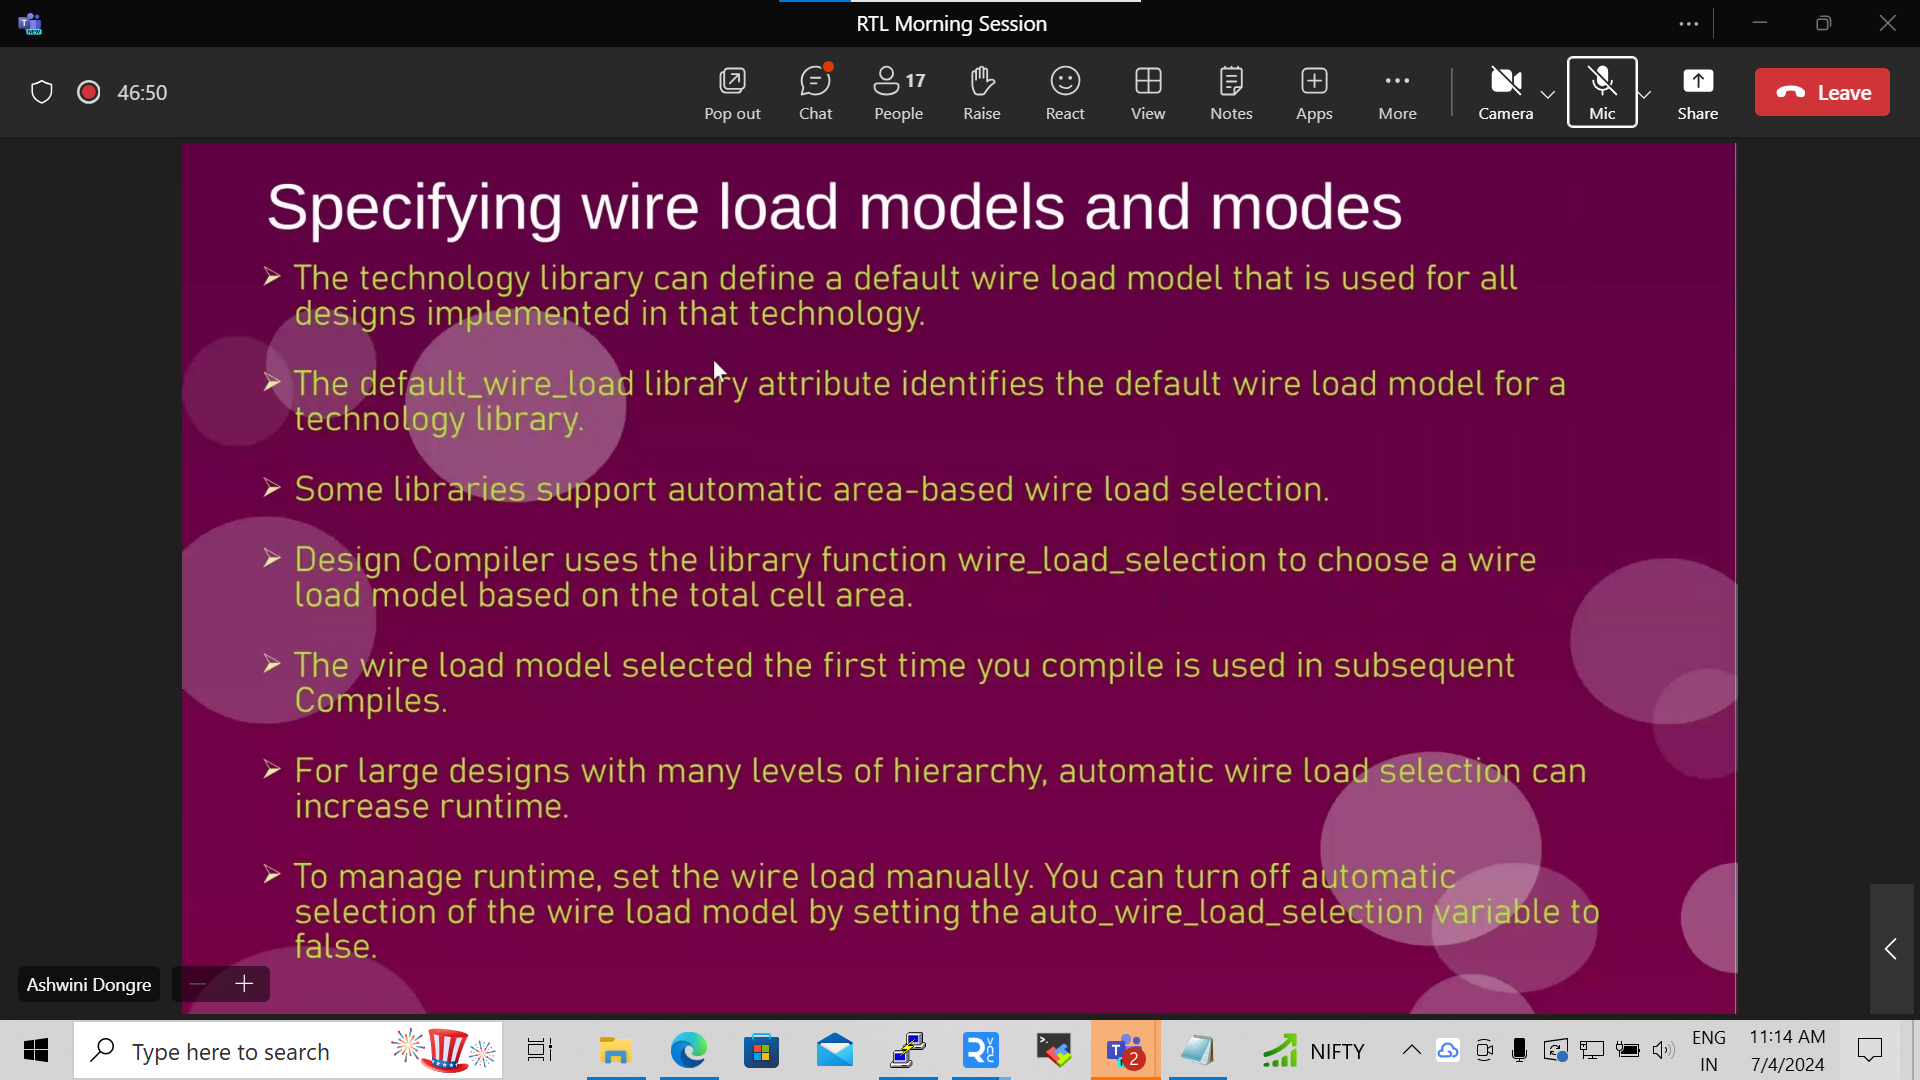 RTL Morning Session
46:50
Pop out
Chat
17
People
Raise
React
View
Notes
Apps
More
Camera
Mic
Share
Leave
Specifying wire load models and modes
The technology library can define a default wire load model that is used for all
designs implemented in that technology.
The default_wire_load library attribute identifies the default wire load model for a
technology library.
Some libraries support automatic area-based wire load selection.
Design Compiler uses the library function wire_load_selection to choose a wire
load model based on the total cell area.
The wire load model selected the first time you compile is used in subsequent
Compiles.
For large designs with many levels of hierarchy, automatic wire load selection can
increase runtime.
To manage runtime, set the wire load manually. You can turn off automatic
selection of the wire load model by setting the auto_wire_load_selection variable to
false.
Ashwini Dongre
Type here to search
2
NIFTY
ENG
IN
11:14 AM
7/4/2024